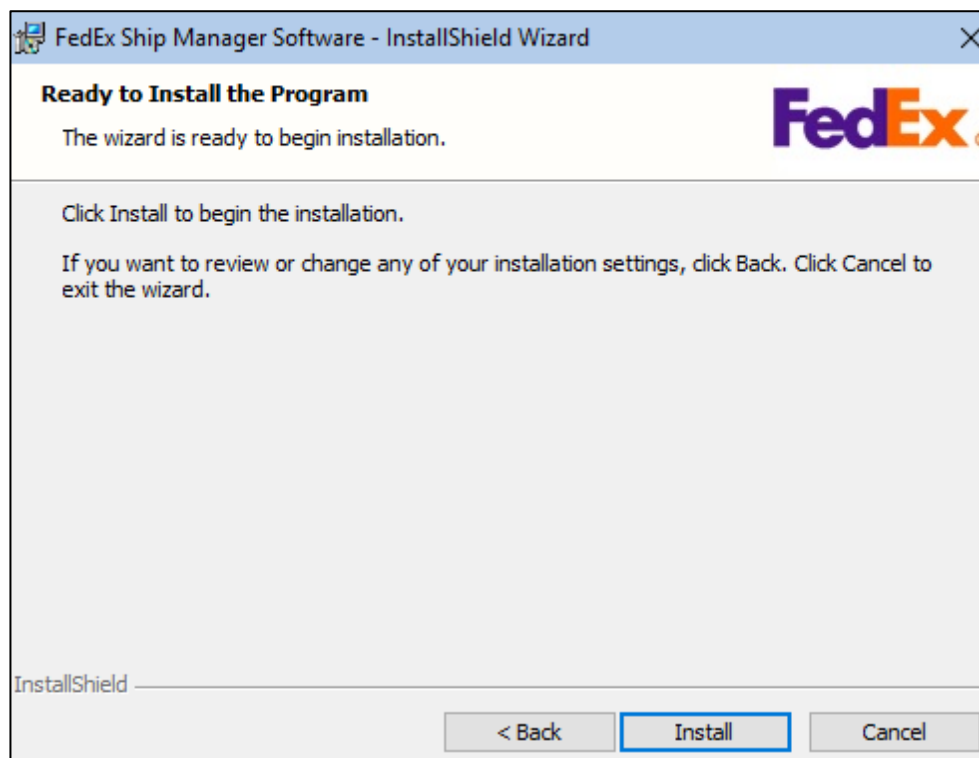 FedEx Ship Manager Software - InstallShield Wizard
Ready to Install the Program
The wizard is ready to begin installation.
FedEx
Click Install to begin the installation.
If you want to review or change any of your installation settings, click Back. Click Cancel to
exit the wizard.
InstallShield
< Back
Install
Cancel